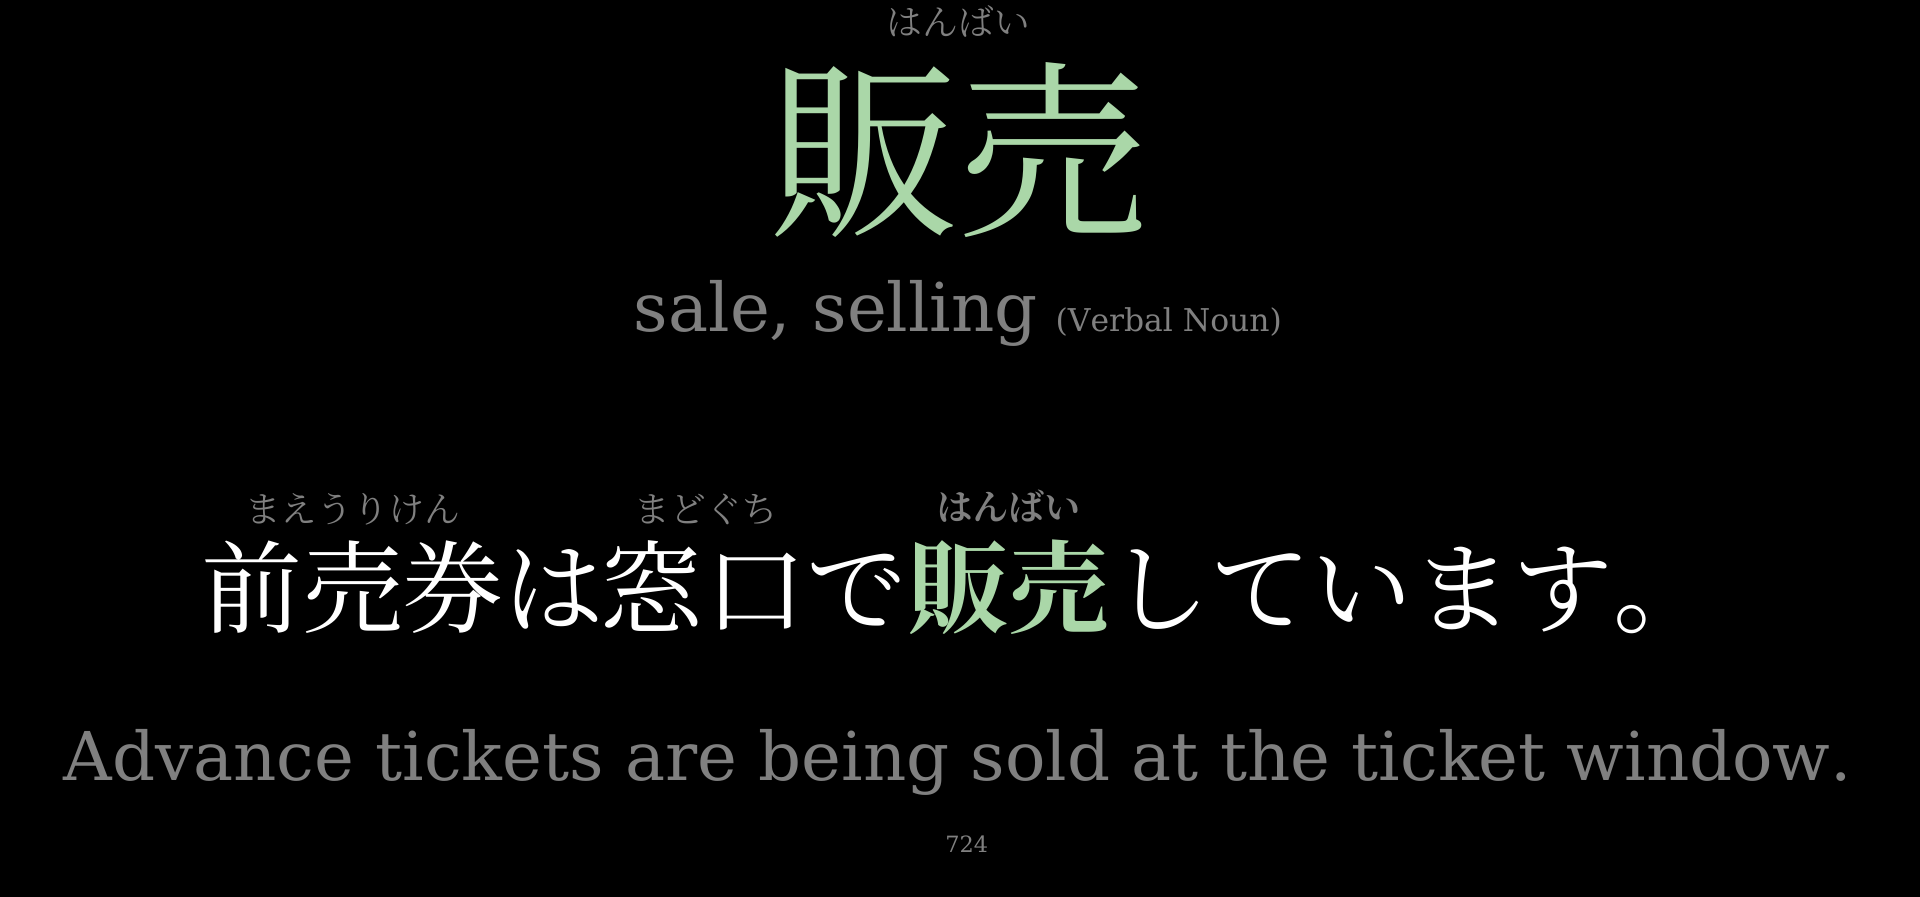 はんばい
販売
sale, selling (Verbal Noun)
まえうりけん まどぐち はんばい
前売券は窓口で販売しています。
Advance tickets are being sold at the ticket window.
724